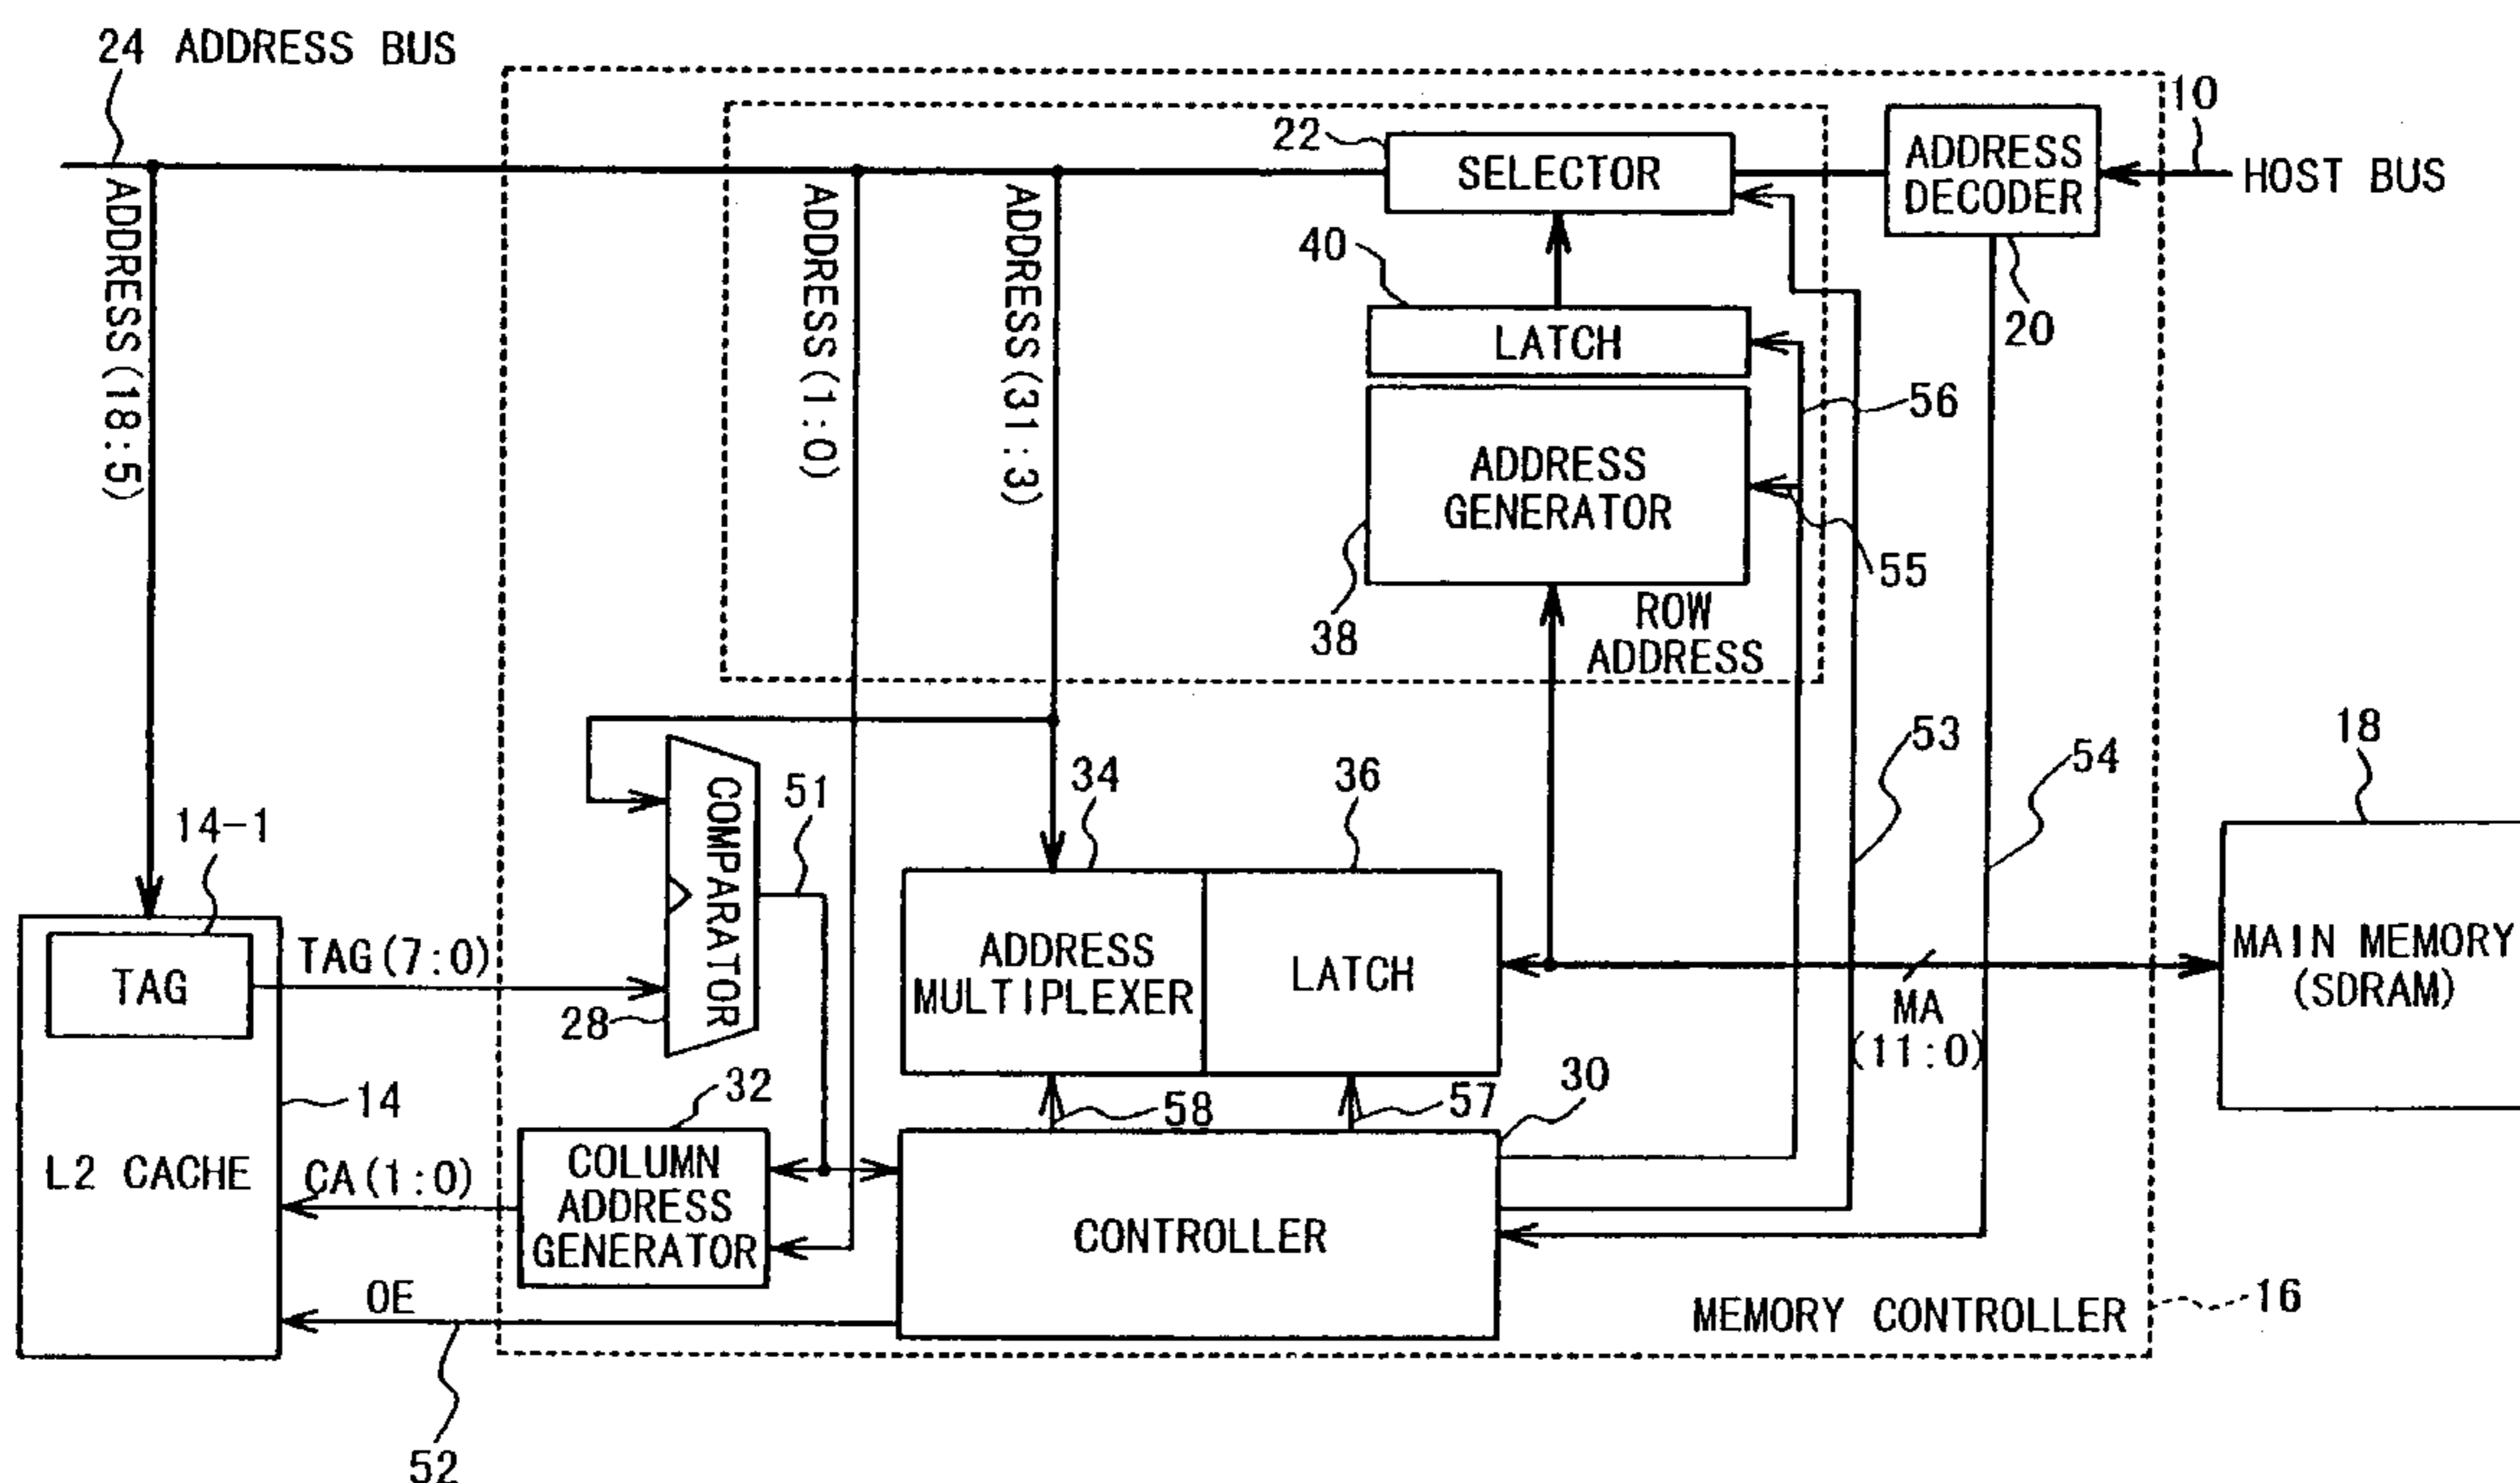 24 ADDRESS BUS
10
HOST BUS
22
SELECTOR
ADDRESS
DECODER
20
ADDRESS(18:5)
ADDRESS(1:0)
ADDRESS(31:3)
40
LATCH
56
ADDRESS
GENERATOR
55
38
ROW
ADDRESS
53
54
18
34
36
51
14-1
COMPARATOR
TAG
TAG(7:0)
28
ADDRESS
MULTIPLEXER
LATCH
MA
(11:0)
MAIN MEMORY
(SDRAM)
32
58
57
30
14
L2 CACHE
CA(1:0)
COLUMN
ADDRESS
GENERATOR
CONTROLLER
OE
MEMORY CONTROLLER
16
52